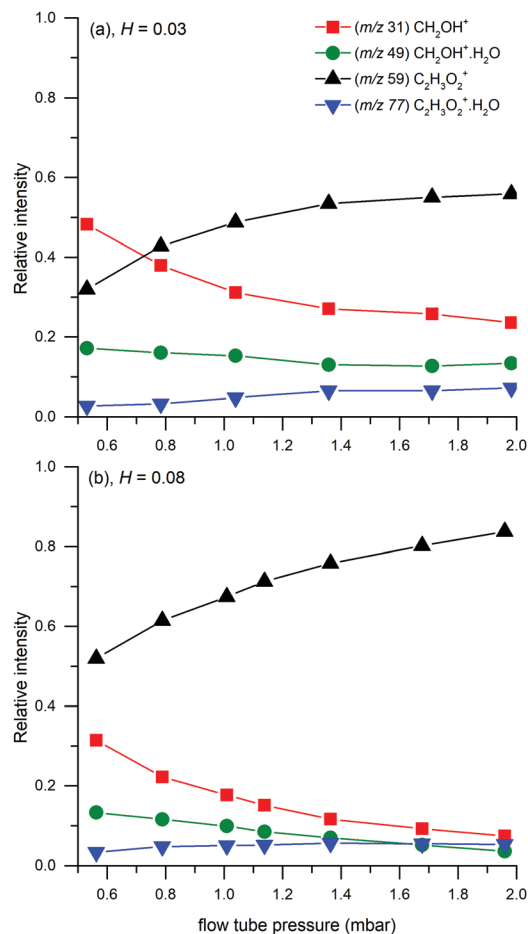 (a), H = 0.03
(m/z 31) CH₂OH⁺
(m/z 49) CH₂OH⁺.H₂O
(m/z 59) C₂H₃O₂⁺
(m/z 77) C₂H₃O₂⁺.H₂O
Relative intensity
1.0
0.8
0.6
0.4
0.2
0.0
0.6 0.8 1.0 1.2 1.4 1.6 1.8 2.0
(b), H = 0.08
Relative intensity
1.0
0.8
0.6
0.4
0.2
0.0
0.6 0.8 1.0 1.2 1.4 1.6 1.8 2.0
flow tube pressure (mbar)